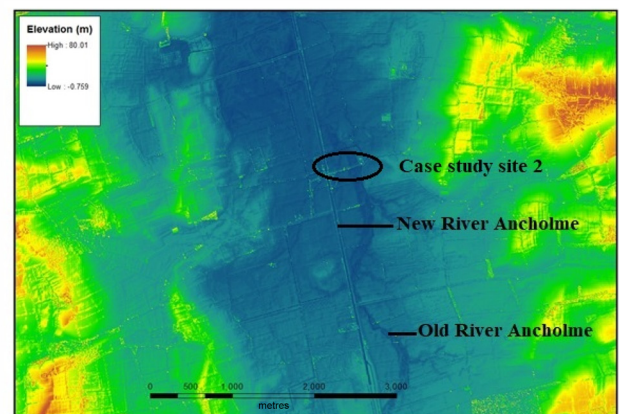 Elevation (m)
High : 80.01
Low : -0.759
Case study site 2
New River Ancholme
Old River Ancholme
0 500 1 000 2,000 3,000
metres